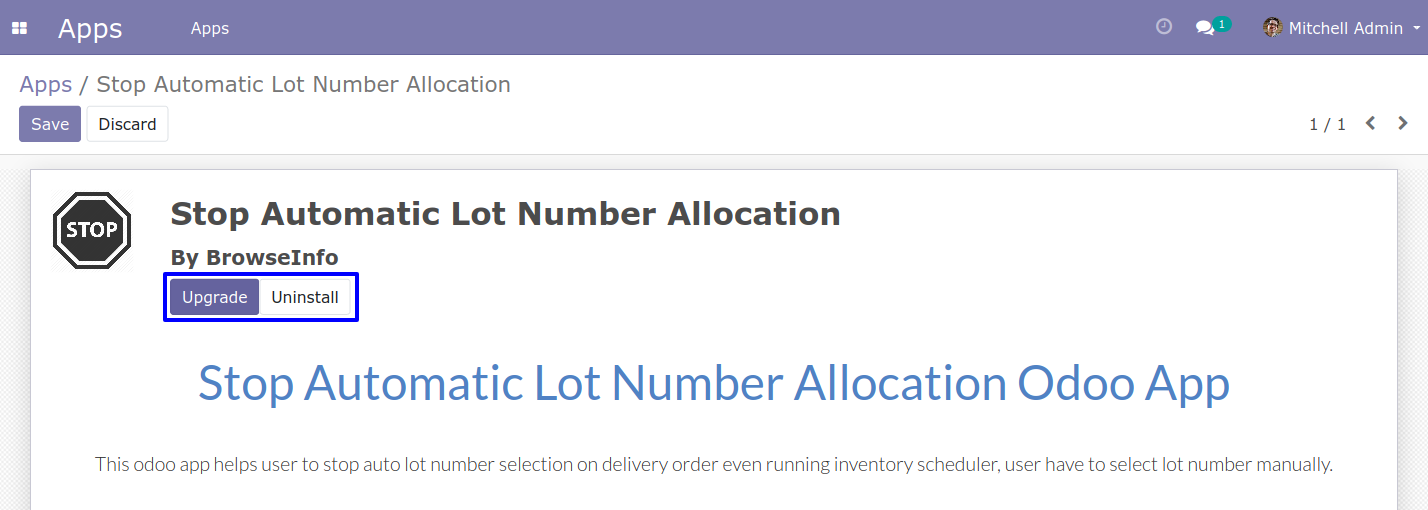 Apps Apps 1 Mitchell Admin
Apps / Stop Automatic Lot Number Allocation
Save Discard 1 / 1
STOP
Stop Automatic Lot Number Allocation
By BrowseInfo
Upgrade Uninstall
Stop Automatic Lot Number Allocation Odoo App
This odoo app helps user to stop auto lot number selection on delivery order even running inventory scheduler, user have to select lot number manually.